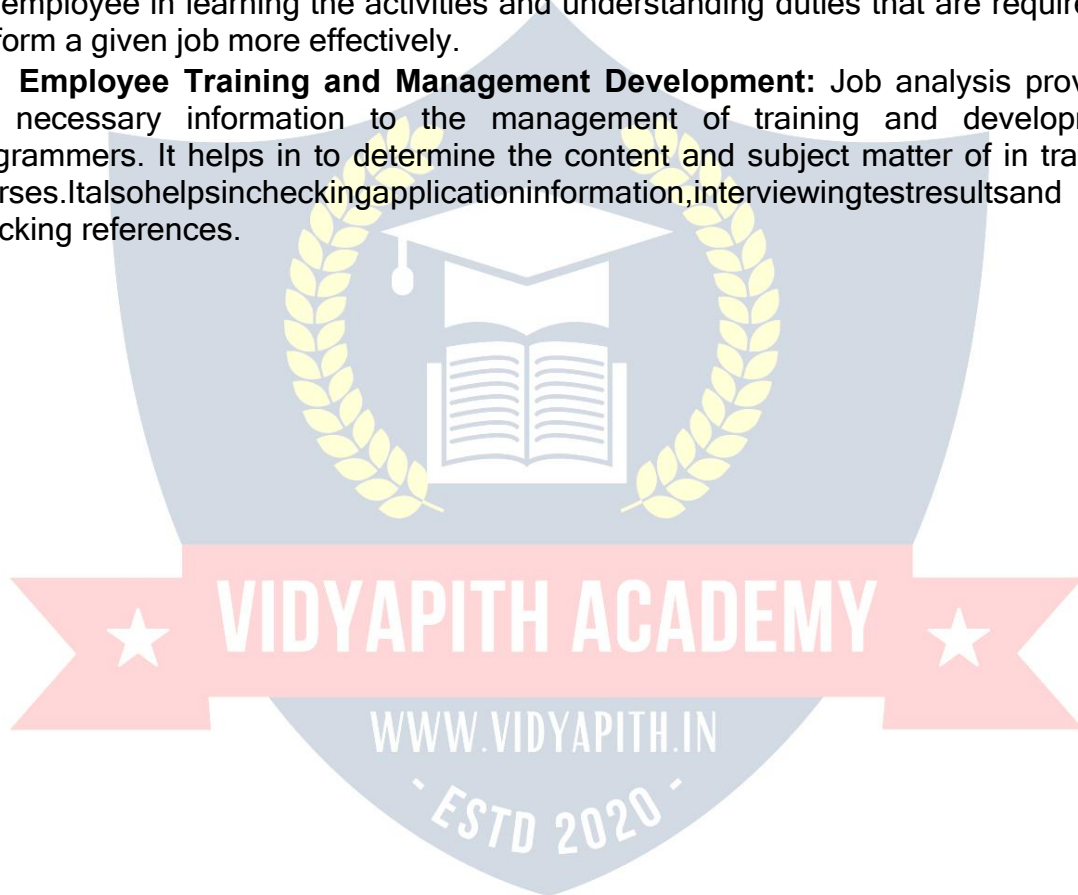 employee in learning the activities and understanding duties that are require
form a given job more effectively.
Employee Training and Management Development: Job analysis prov
necessary information to the management of training and develop
grammers. It helps in to determine the content and subject matter of in tra
rses.Italsohelpsincheckingapplicationinformation,interviewingtestresultsand
cking references.
VIDYAPITH ACADEMY
WWW.VIDYAPITH.IN
- ESTD 2020 -